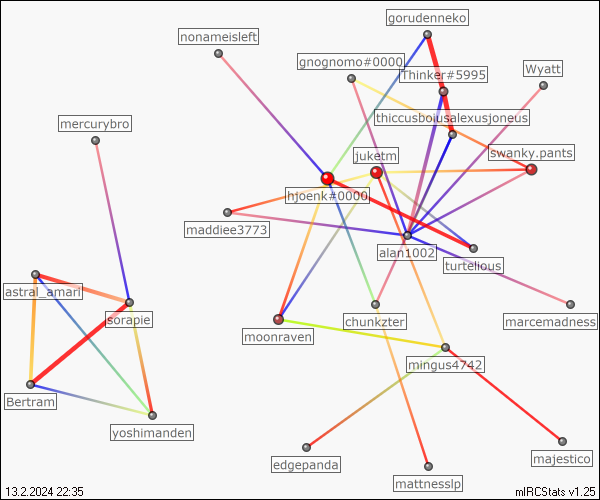 gorudenneko
nonameisleft
gnognomo#0000
Thinker#5995
Wyatt
thiccusboiusalexusjoneus
mercurybro
juketm
swanky.pants
hjoenk#0000
maddiee3773
alan1002
turtelious
astral_amari
sorapie
chunkzter
marcemadness
moonraven
mingus4742
Bertram
yoshimanden
edgepanda
majestico
mattnesslp
13.2.2024 22:35
mIRCStats v1.25